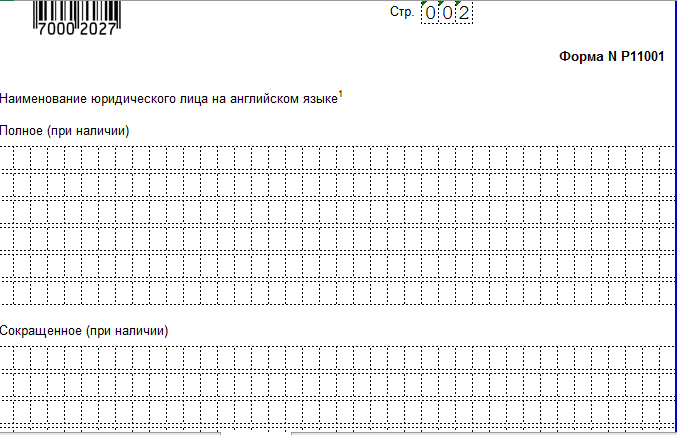 7000 2027
Стр. 002
Форма N Р11001
Наименование юридического лица на английском языке1
Полное (при наличии)
Сокращенное (при наличии)